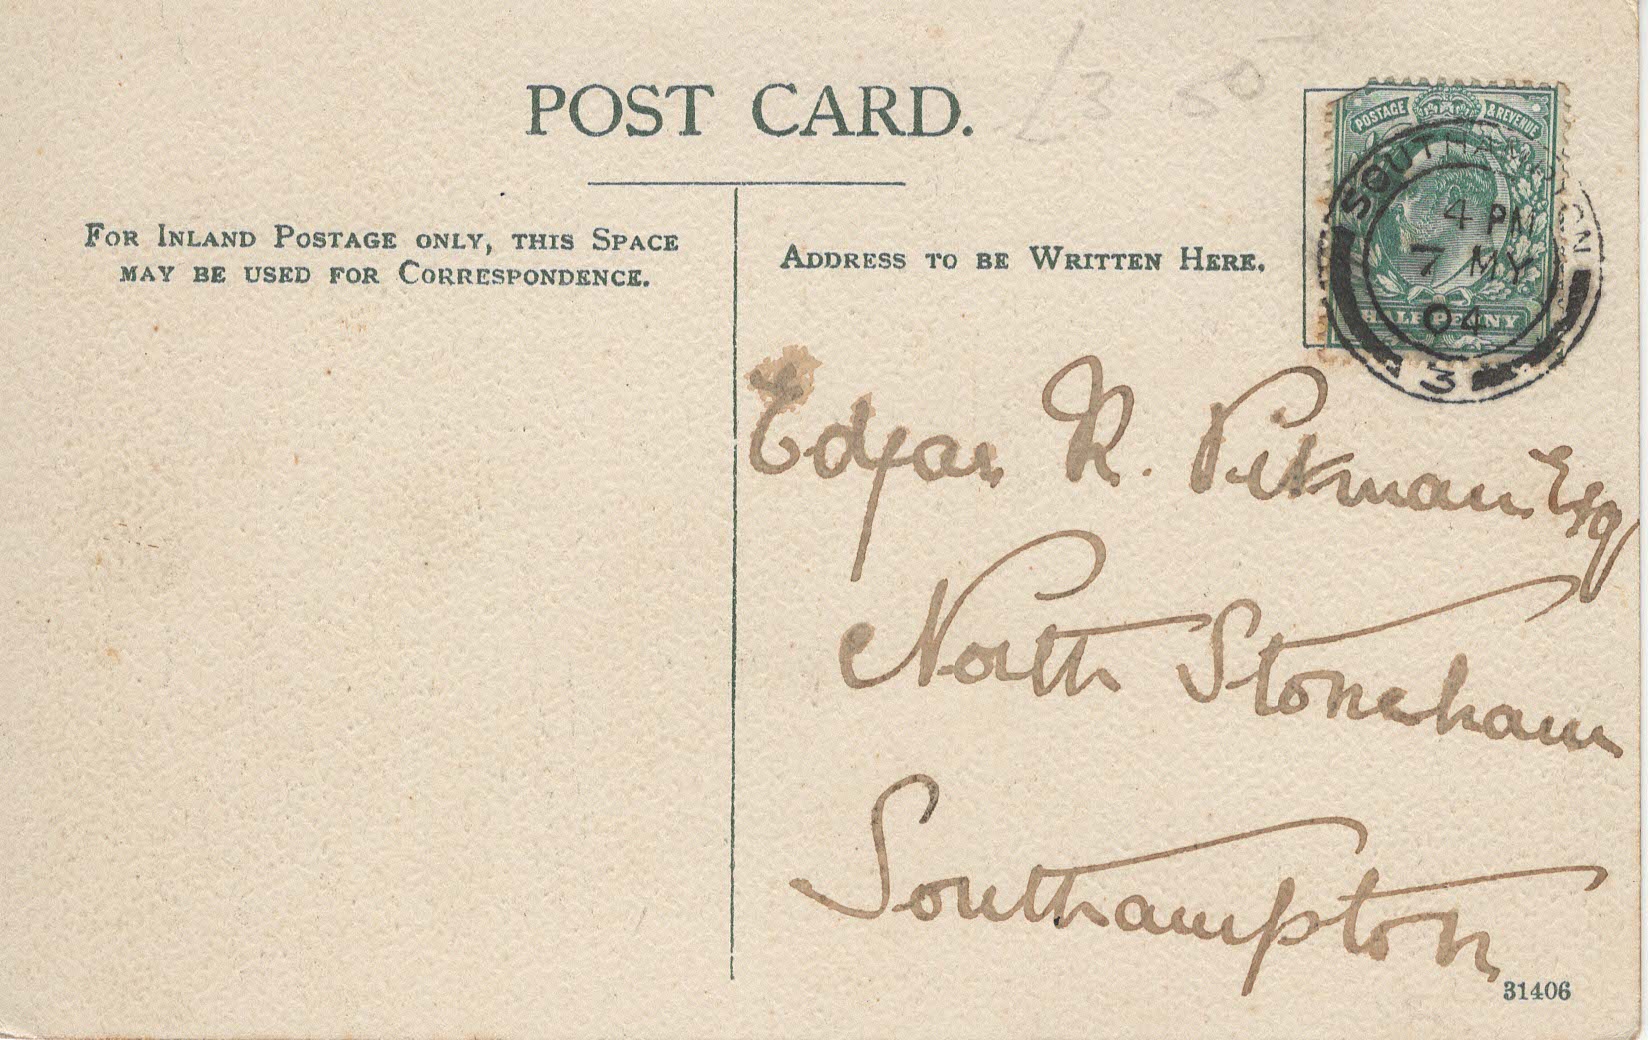 POST CARD.
£3 50
FOR INLAND POSTAGE ONLY, THIS SPACE
MAY BE USED FOR CORRESPONDENCE.
ADDRESS TO BE WRITTEN HERE.
POSTAGE & REVENUE
HALFPENNY
SOUTHAMPTON
4 PM
7 MY
04
3
Edgar R. Pitman Esq
North Stoneham
Southampton
31406